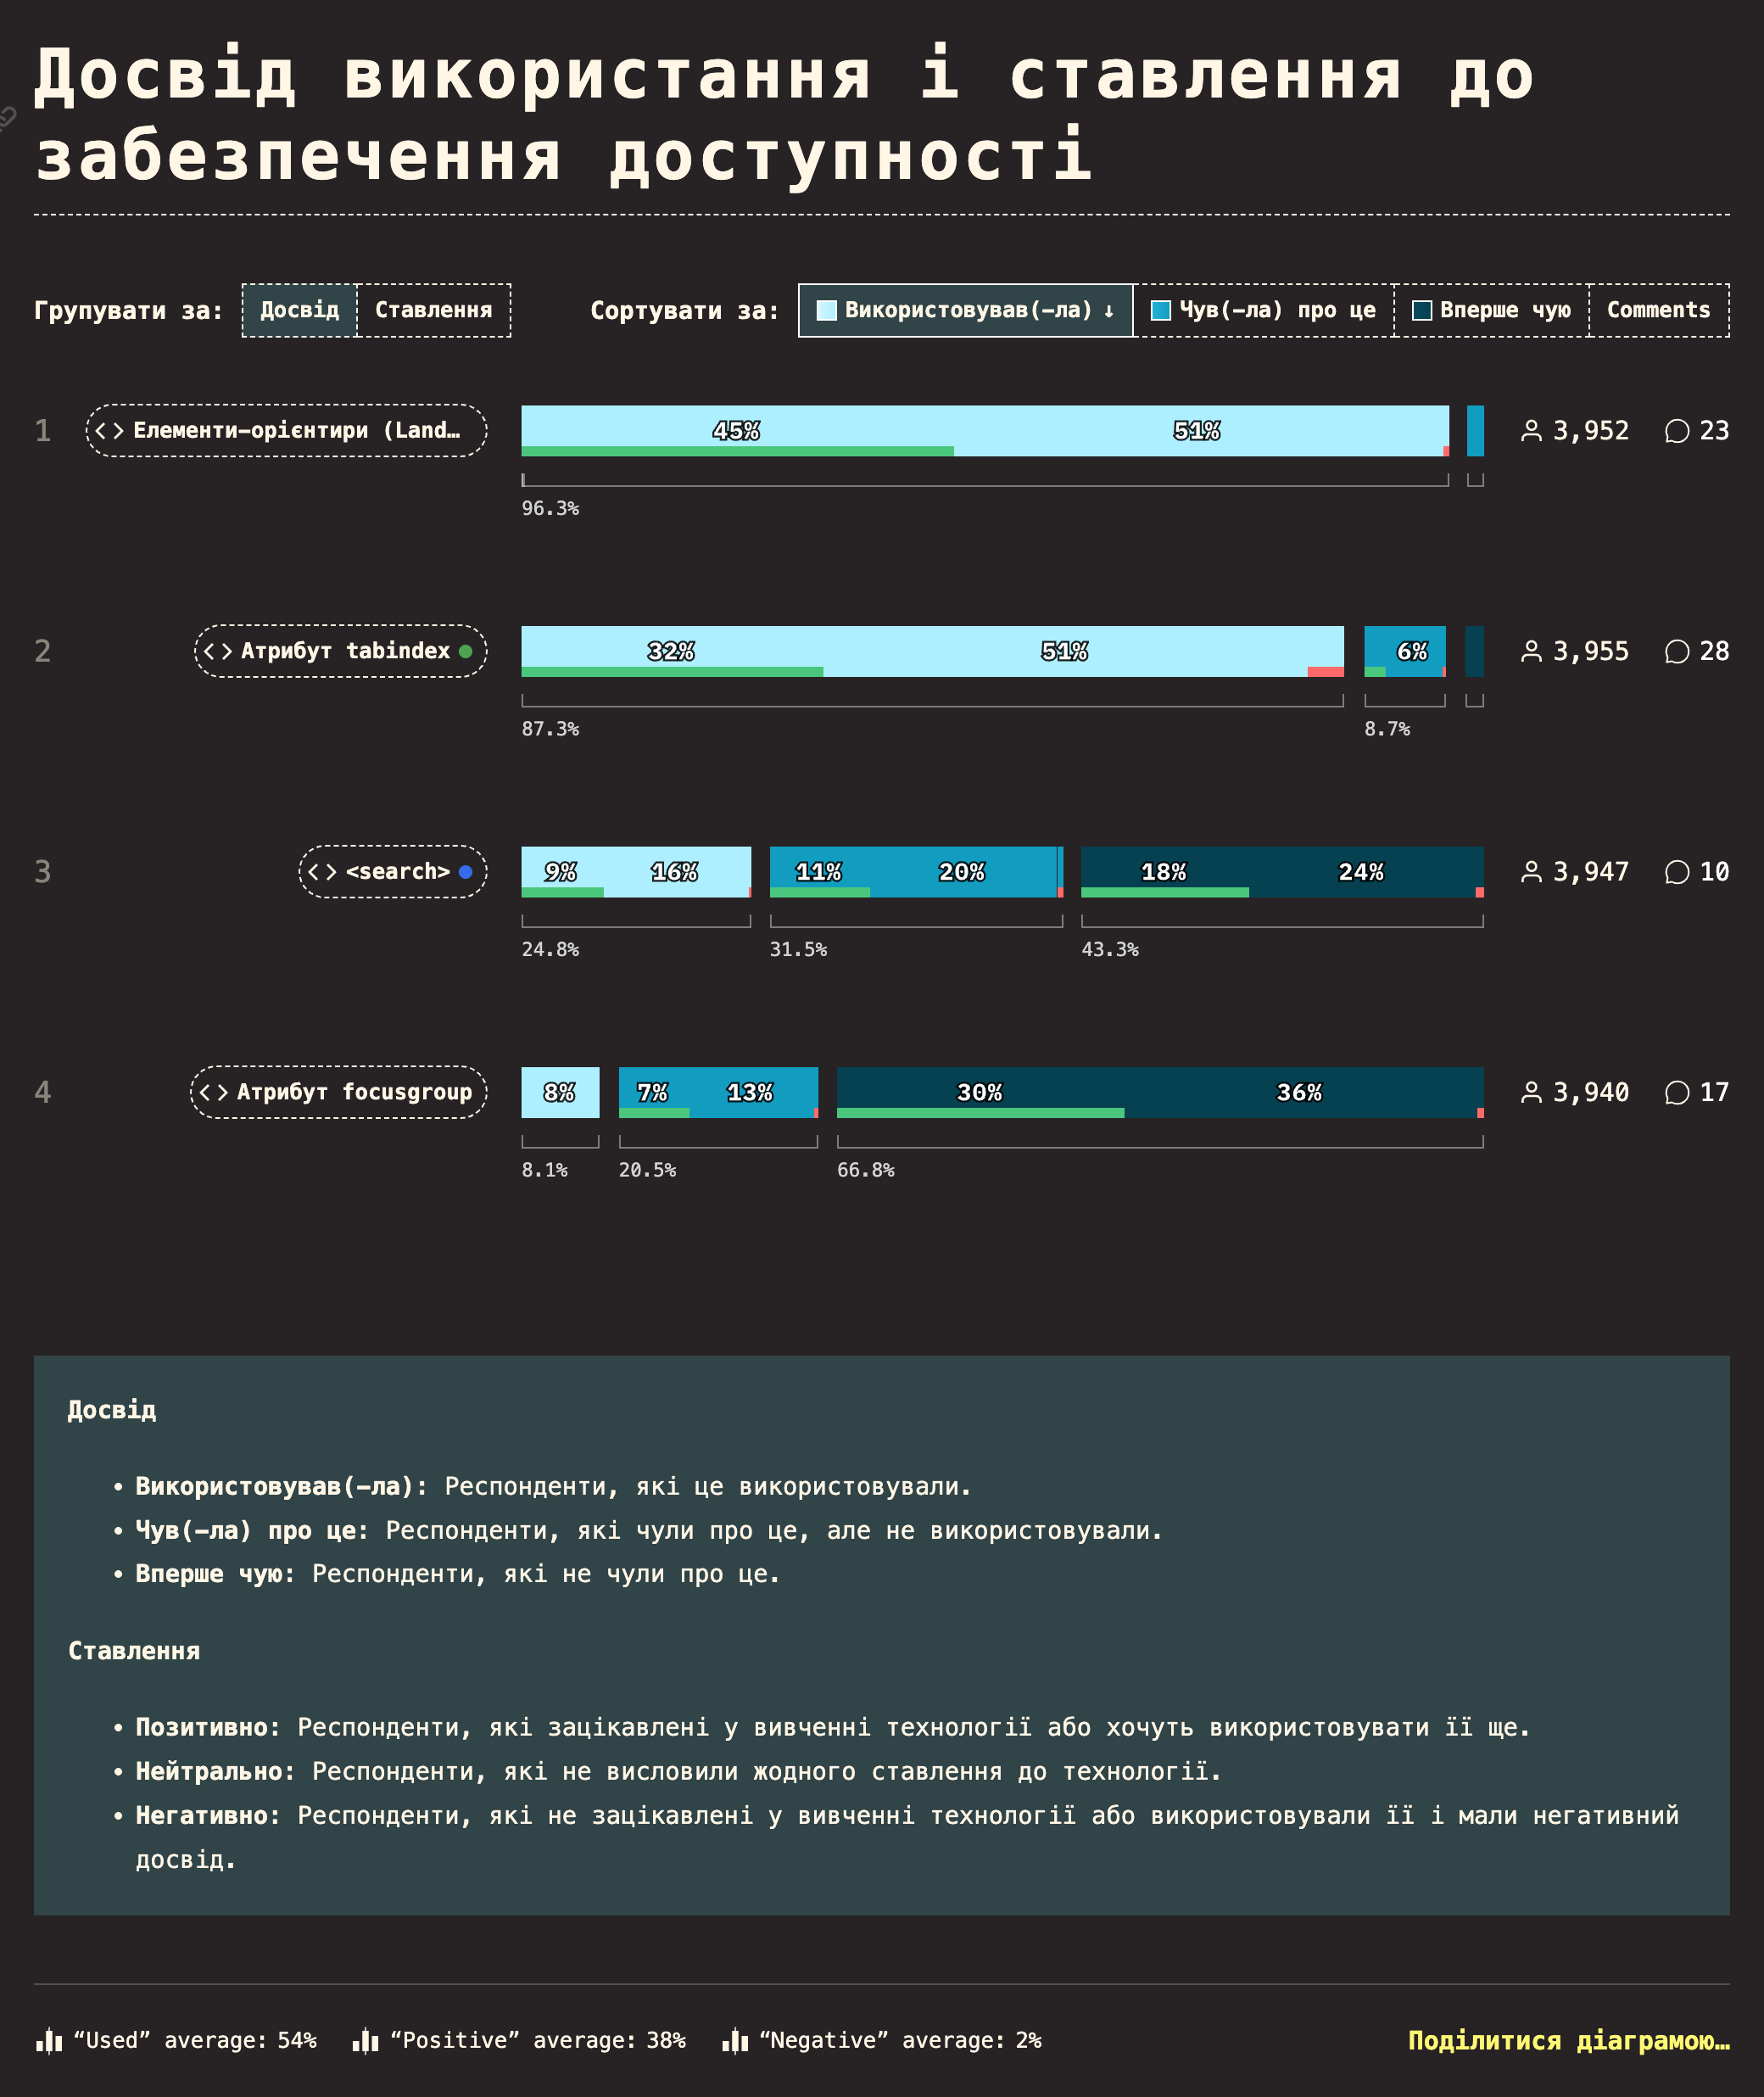 Досвід використання і ставлення до
забезпечення доступності
Групувати за: Досвід Ставлення Сортувати за: Використовував(-ла) ↓ Чув(-ла) про це Вперше чую Comments
1 <> Елементи-орієнтири (Land… 45% 51% 3,952 23
96.3%
2 <> Атрибут tabindex 32% 51% 6% 3,955 28
87.3% 8.7%
3 <> <search> 9% 16% 11% 20% 18% 24% 3,947 10
24.8% 31.5% 43.3%
4 <> Атрибут focusgroup 8% 7% 13% 30% 36% 3,940 17
8.1% 20.5% 66.8%
Досвід
• Використовував(-ла): Респонденти, які це використовували.
• Чув(-ла) про це: Респонденти, які чули про це, але не використовували.
• Вперше чую: Респонденти, які не чули про це.
Ставлення
• Позитивно: Респонденти, які зацікавлені у вивченні технології або хочуть використовувати її ще.
• Нейтрально: Респонденти, які не висловили жодного ставлення до технології.
• Негативно: Респонденти, які не зацікавлені у вивченні технології або використовували її і мали негативний
досвід.
“Used” average: 54% “Positive” average: 38% “Negative” average: 2% Поділитися діаграмою…